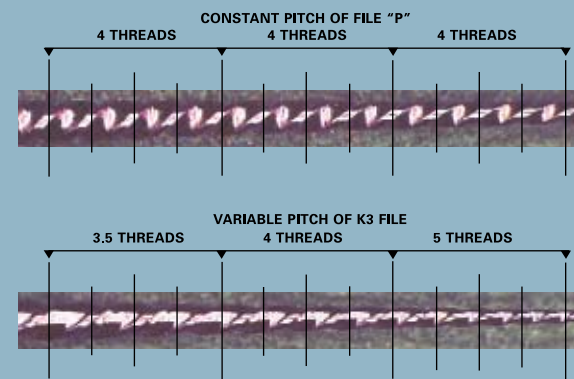 CONSTANT PITCH OF FILE “P”
4 THREADS 4 THREADS 4 THREADS
VARIABLE PITCH OF K3 FILE
3.5 THREADS 4 THREADS 5 THREADS